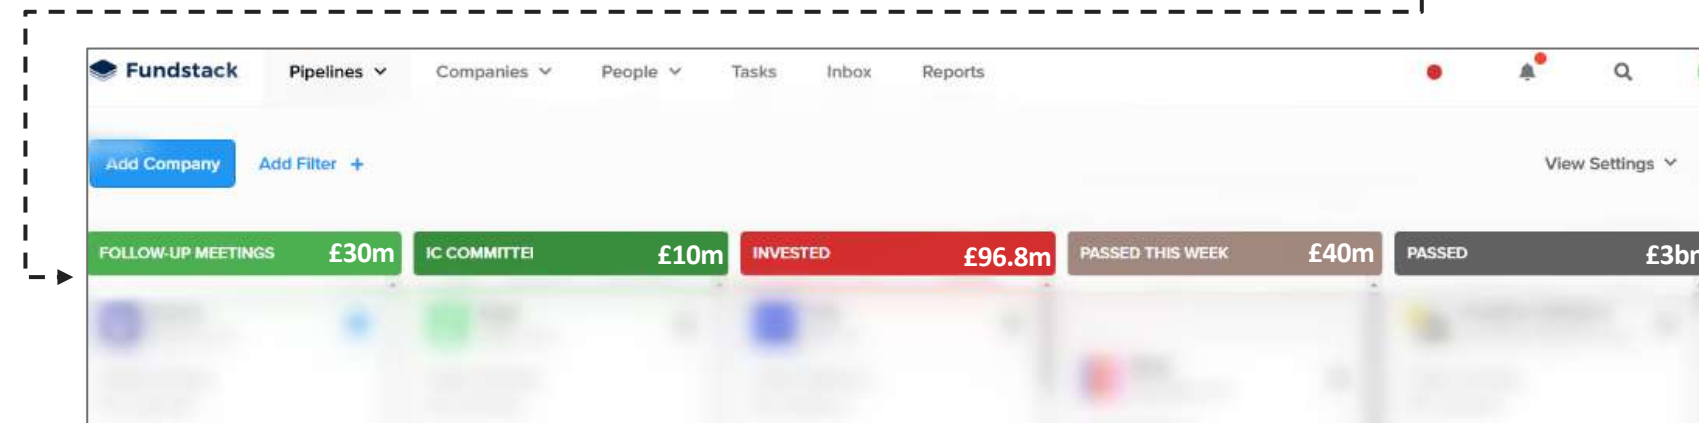 Fundstack Pipelines Companies People Tasks Inbox Reports
Add Company Add Filter + View Settings
FOLLOW-UP MEETINGS £30m IC COMMITTEI £10m INVESTED £96.8m PASSED THIS WEEK £40m PASSED £3bn